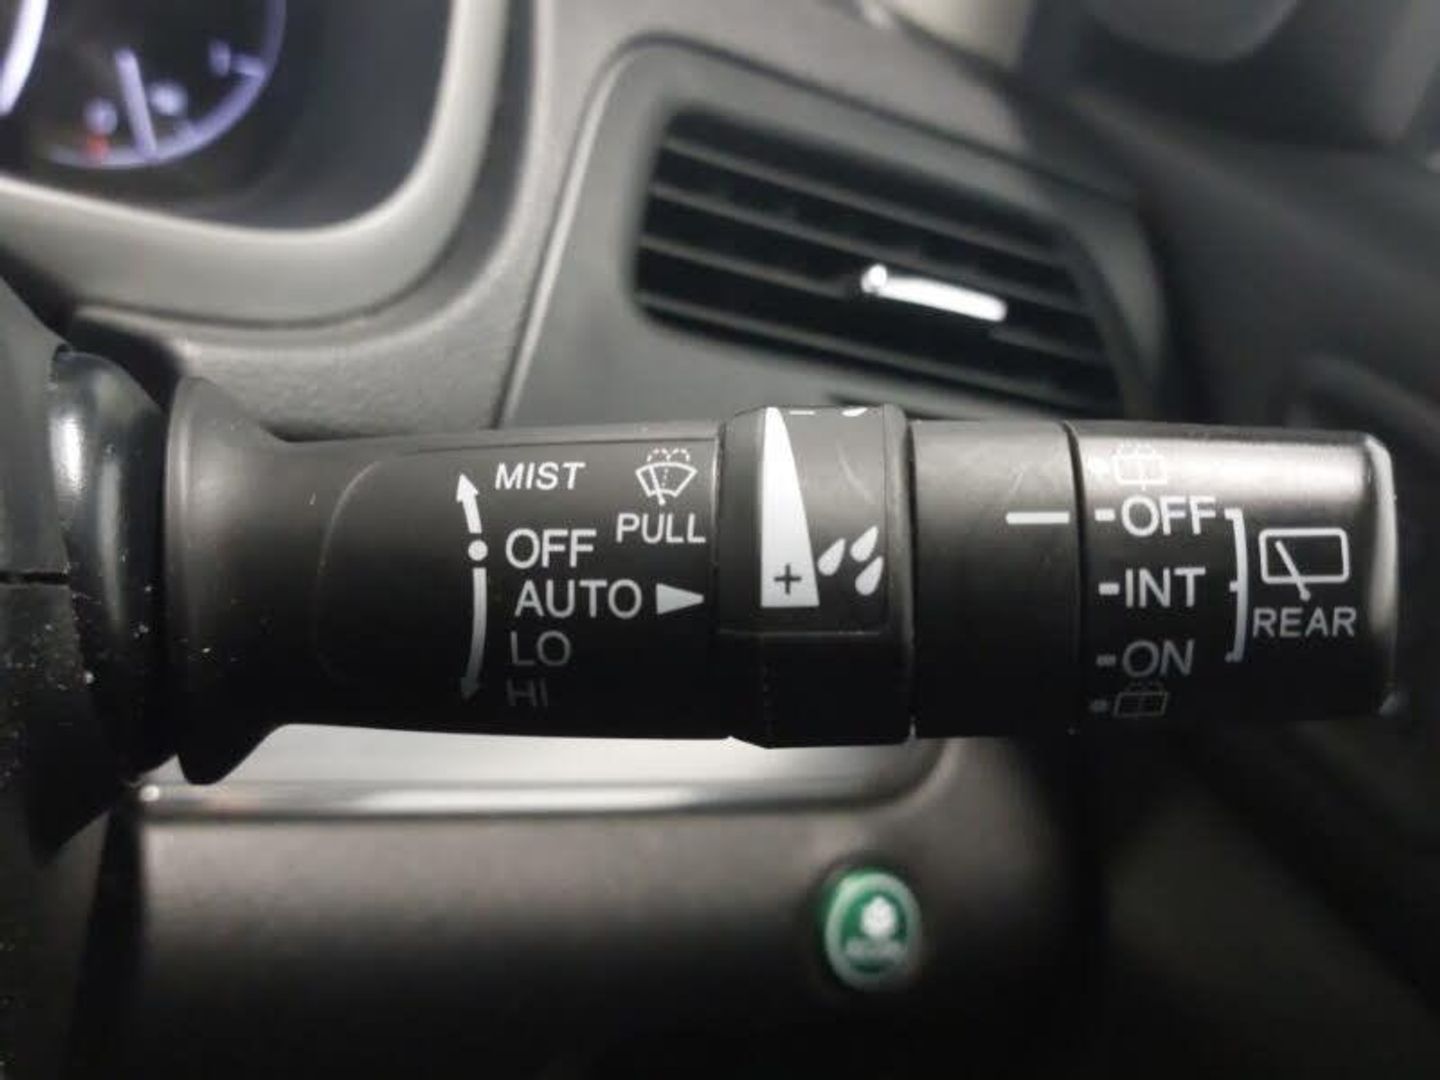 MIST
PULL
OFF
AUTO
LO
HI
+
OFF
INT
ON
REAR